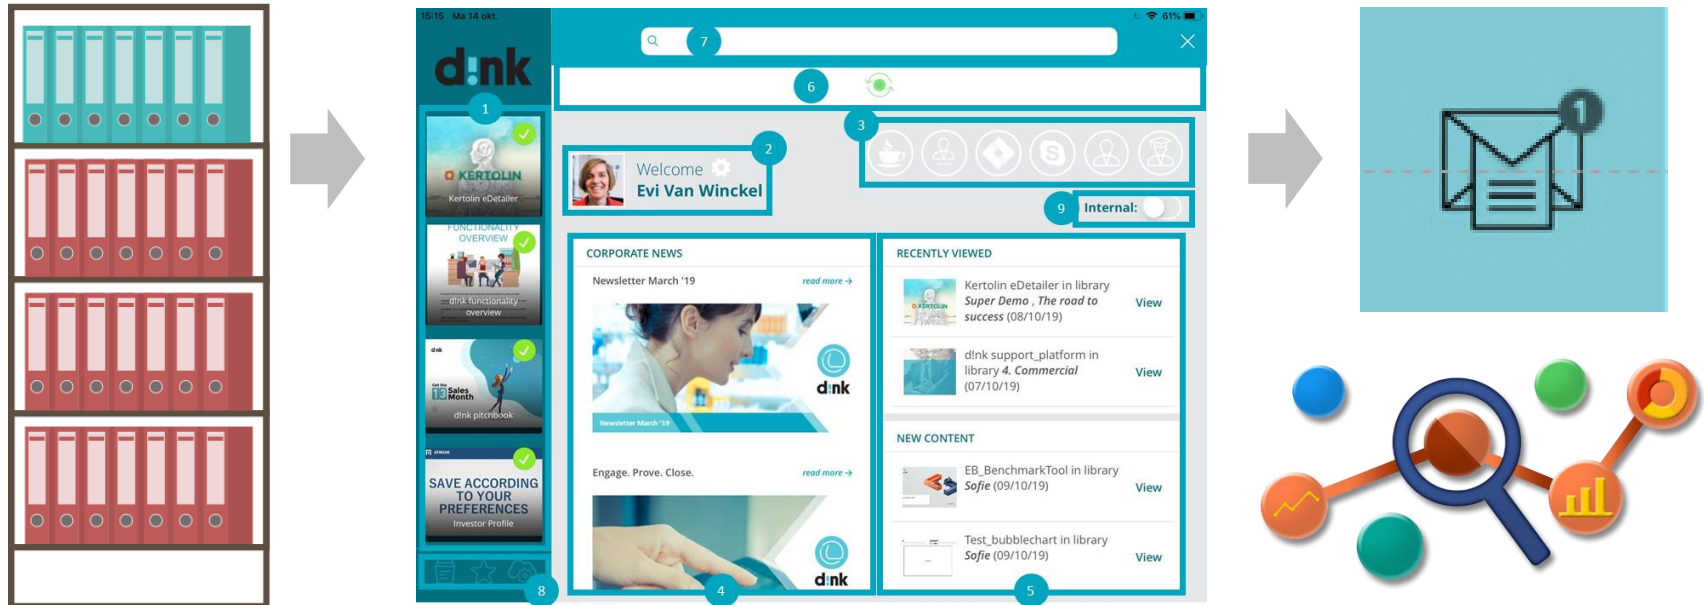 15:15 Ma 14 okt.
61%
7
d!nk
6
1
3
2
KERTOLIN
Kertolin eDetailer
Welcome
Evi Van Winckel
9
Internal:
FUNCTIONALITY
OVERVIEW
d!nk functionality
overview
d!nk
Get the
13 Sales
Month
d!nk pitchbook
SAVE ACCORDING
TO YOUR
PREFERENCES
Investor Profile
8
CORPORATE NEWS
Newsletter March '19
read more →
d!nk
Newsletter March '19
Engage. Prove. Close.
read more →
d!nk
4
RECENTLY VIEWED
KERTOLIN
Kertolin eDetailer in library
Super Demo , The road to
success (08/10/19)
View
d!nk support_platform in
library 4. Commercial
(07/10/19)
View
NEW CONTENT
EB_BenchmarkTool in library
Sofie (09/10/19)
View
Test_bubblechart in library
Sofie (09/10/19)
View
5
1